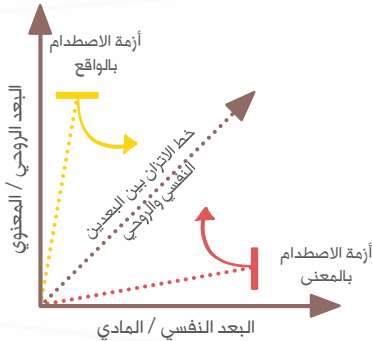 أزمة الاصطدام
بالواقع
البعد الروحي / المعنوي
خط الاتزان بين البعدين
النفسي والروحي
أزمة الاصطدام
بالمعنى
البعد النفسي / المادي